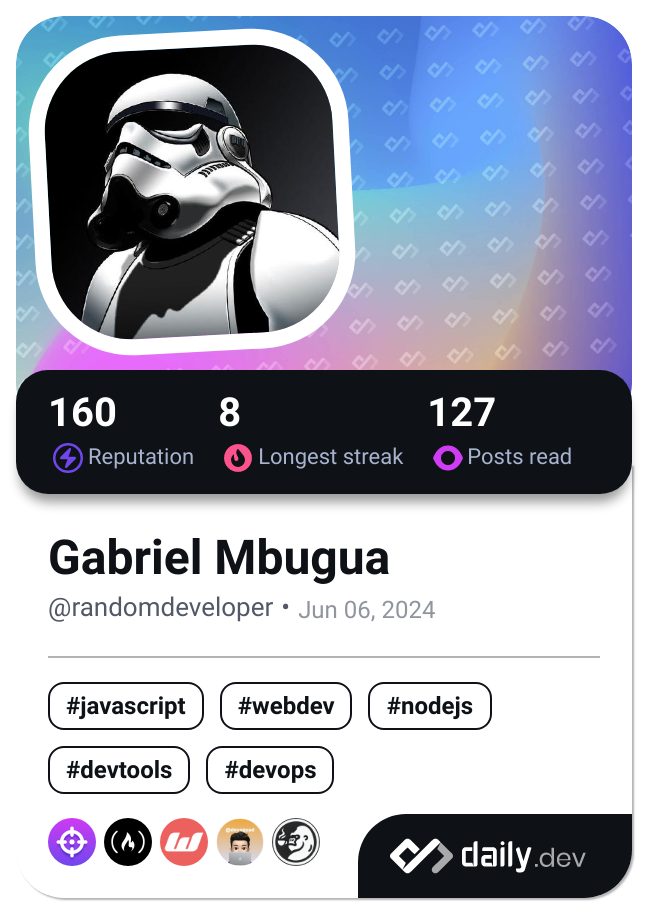 160 8 127
Reputation Longest streak Posts read
Gabriel Mbugua
@randomdeveloper • Jun 06, 2024
#javascript #webdev #nodejs
#devtools #devops
daily.dev